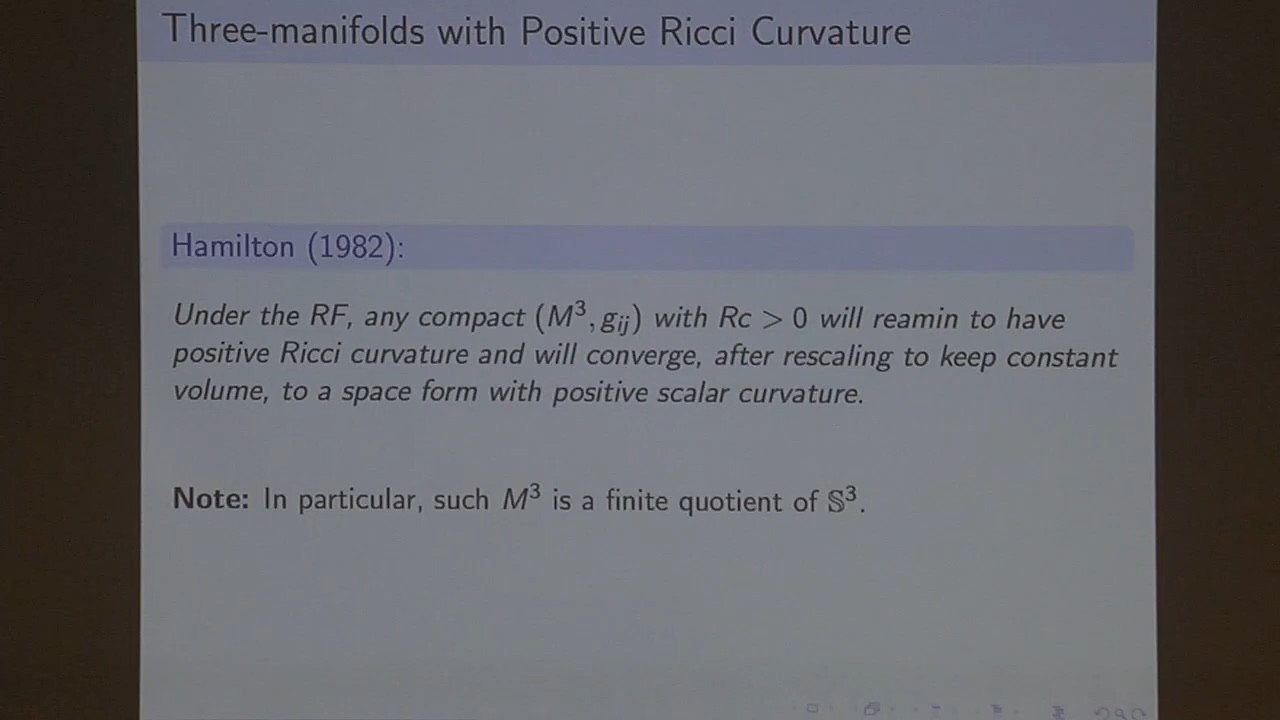 Three-manifolds with Positive Ricci Curvature
Hamilton (1982):
Under the RF, any compact (M³, gᵢⱼ) with Rc > 0 will reamin to have
positive Ricci curvature and will converge, after rescaling to keep constant
volume, to a space form with positive scalar curvature.
Note: In particular, such M³ is a finite quotient of 𝕊³.